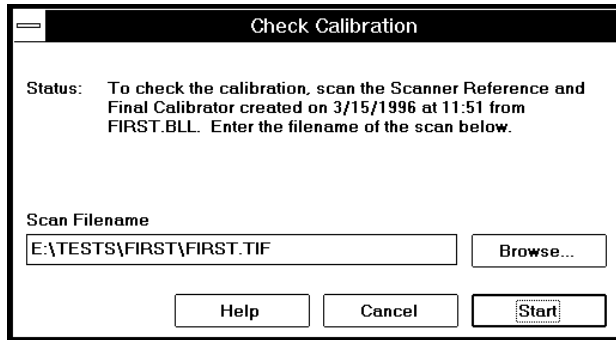 Check Calibration
Status: To check the calibration, scan the Scanner Reference and
Final Calibrator created on 3/15/1996 at 11:51 from
FIRST.BLL. Enter the filename of the scan below.
Scan Filename
E:\TESTS\FIRST\FIRST.TIF
Browse...
Help Cancel Start